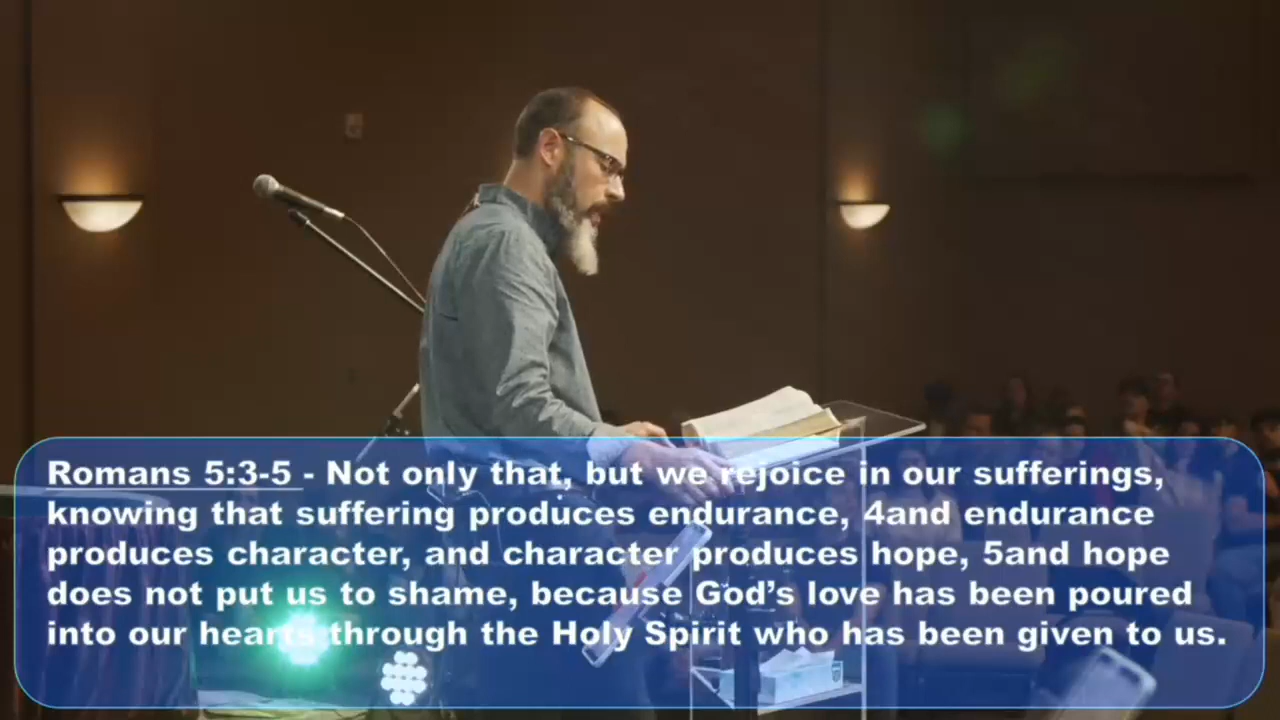 Romans 5:3-5 - Not only that, but we rejoice in our sufferings,
knowing that suffering produces endurance, 4and endurance
produces character, and character produces hope, 5and hope
does not put us to shame, because God's love has been poured
into our hearts through the Holy Spirit who has been given to us.